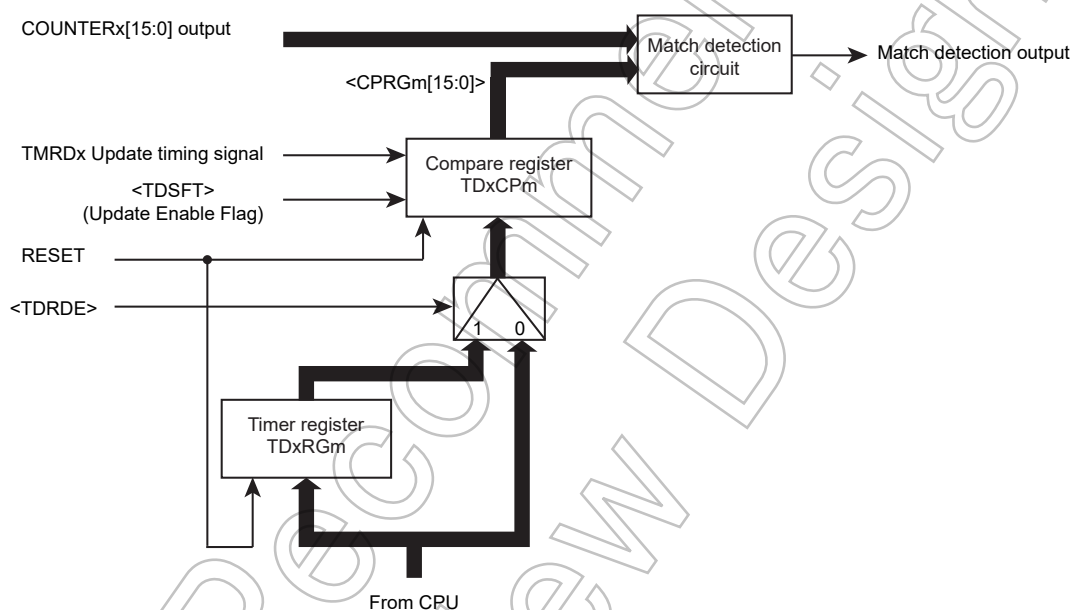 COUNTERx[15:0] output
Match detection
circuit
Match detection output
<CPRGm[15:0]>
TMRDx Update timing signal
Compare register
TDxCPm
<TDSFT>
(Update Enable Flag)
RESET
<TDRDE>
1 0
Timer register
TDxRGm
From CPU